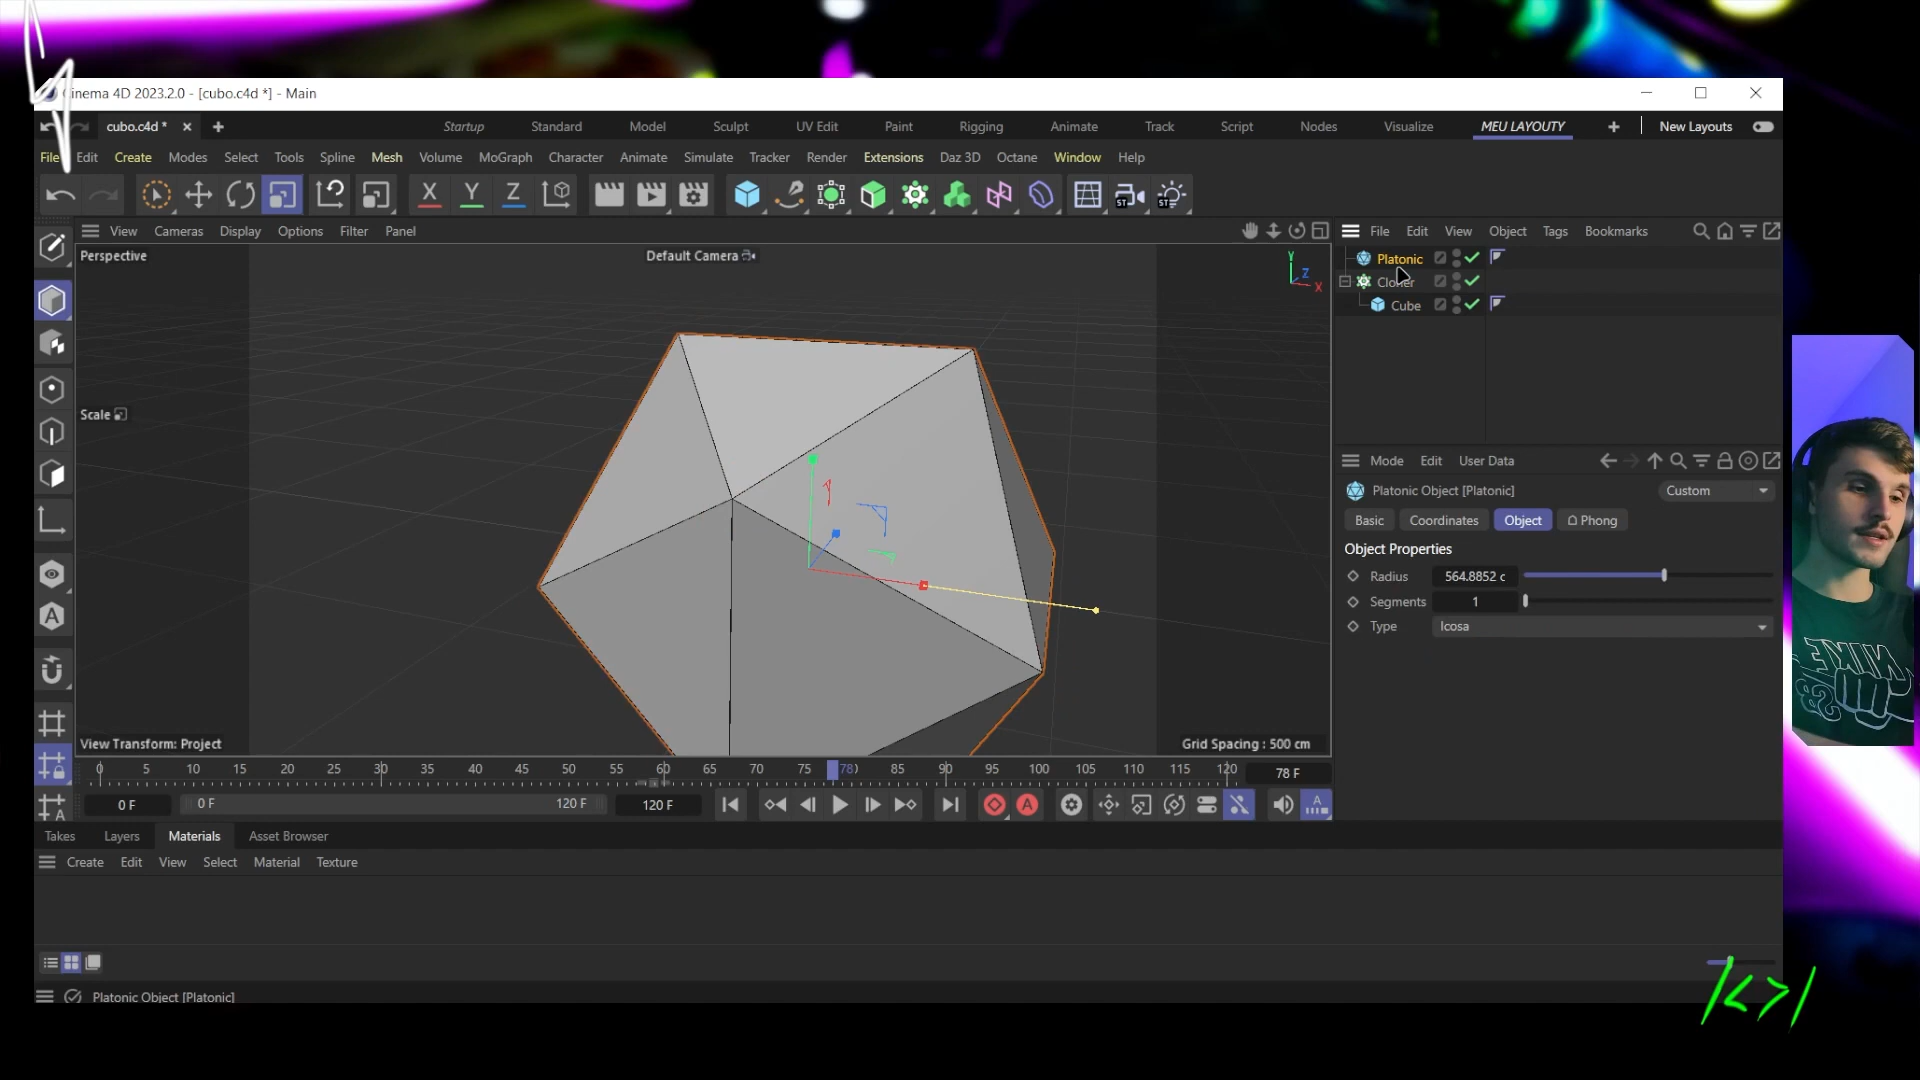 Cinema 4D 2023.2.0 - [cubo.c4d *] - Main
cubo.c4d *
Startup Standard Model Sculpt UV Edit Paint Rigging Animate Track Script Nodes Visualize MEU LAYOUTY New Layouts
File Edit Create Modes Select Tools Spline Mesh Volume MoGraph Character Animate Simulate Tracker Render Extensions Daz 3D Octane Window Help
X Y Z ST ST
View Cameras Display Options Filter Panel
File Edit View Object Tags Bookmarks
Perspective
Default Camera
Y
Z
X
Platonic
Cloner
Cube
Scale
Mode Edit User Data
Platonic Object [Platonic]
Custom
Basic Coordinates Object Phong
Object Properties
Radius 564.8852 c
Segments 1
Type Icosa
View Transform: Project
Grid Spacing : 500 cm
0 5 10 15 20 25 30 35 40 45 50 55 60 65 70 75 78 85 90 95 100 105 110 115 120
78 F
0 F 0 F 120 F 120 F
Takes Layers Materials Asset Browser
Create Edit View Select Material Texture
Platonic Object [Platonic]
NIKE